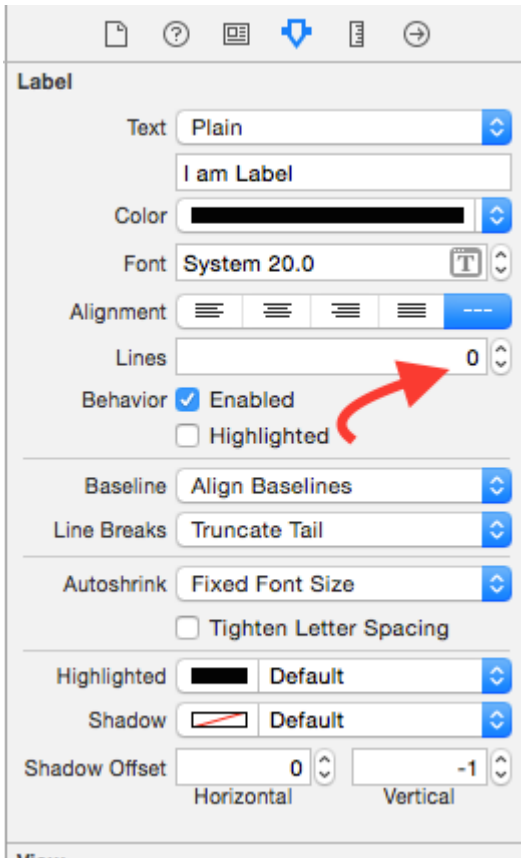 Label
Text Plain
I am Label
Color
Font System 20.0 T
Alignment ---
Lines 0
Behavior Enabled
Highlighted
Baseline Align Baselines
Line Breaks Truncate Tail
Autoshrink Fixed Font Size
Tighten Letter Spacing
Highlighted Default
Shadow Default
Shadow Offset 0 -1
Horizontal Vertical